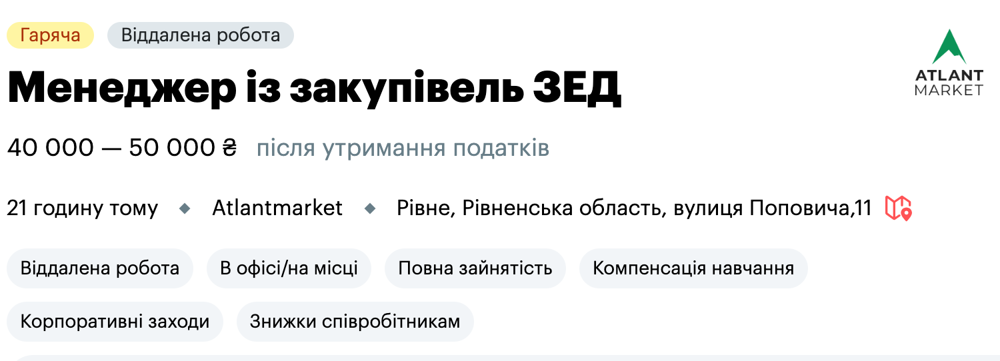 Гаряча Віддалена робота
ATLANT
MARKET
Менеджер із закупівель ЗЕД
40 000 — 50 000 ₴ після утримання податків
21 годину тому ◆ Atlantmarket ◆ Рівне, Рівненська область, вулиця Поповича,11
Віддалена робота В офісі/на місці Повна зайнятість Компенсація навчання
Корпоративні заходи Знижки співробітникам